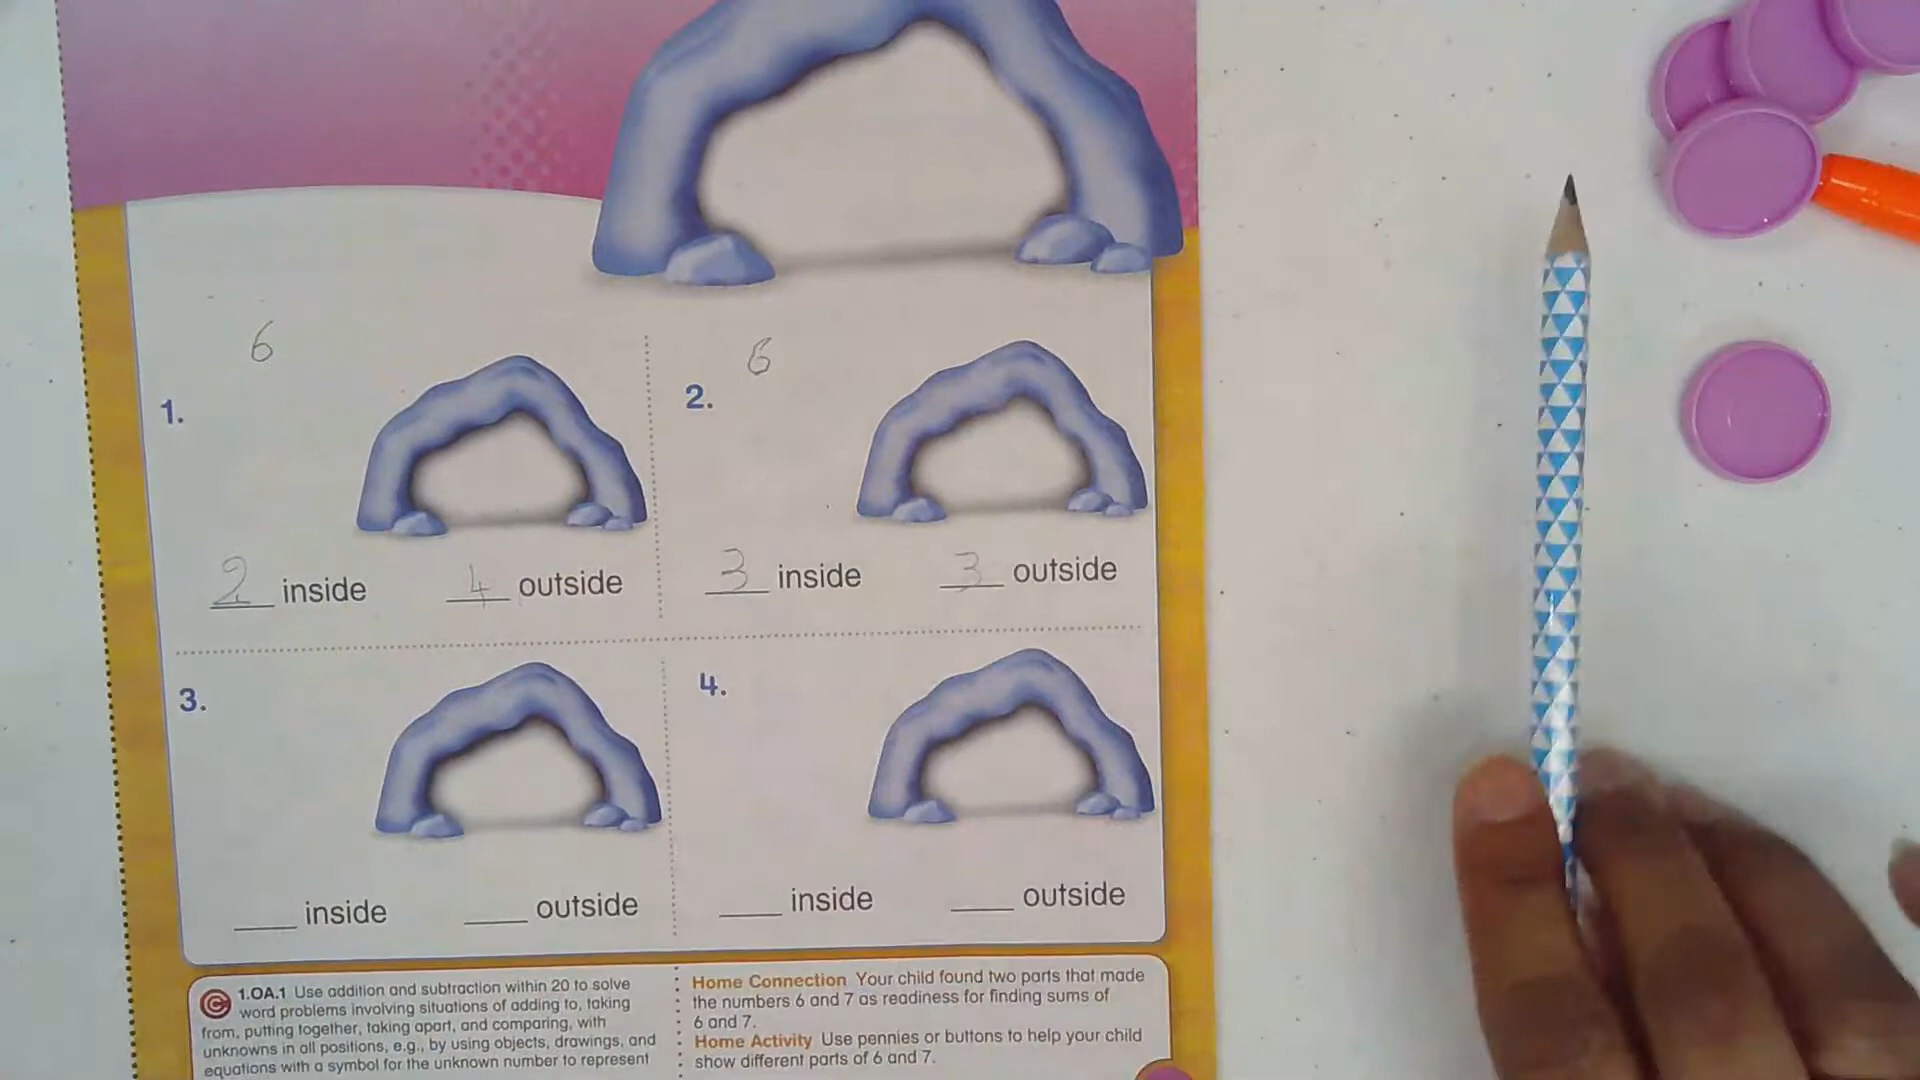 6
6
1.
2.
2 inside 4 outside
3 inside 3 outside
3.
4.
___ inside ___ outside
___ inside ___ outside
1.OA.1 Use addition and subtraction within 20 to solve
word problems involving situations of adding to, taking
from, putting together, taking apart, and comparing, with
unknowns in all positions, e.g., by using objects, drawings, and
equations with a symbol for the unknown number to represent
Home Connection Your child found two parts that made
the numbers 6 and 7 as readiness for finding sums of
6 and 7.
Home Activity Use pennies or buttons to help your child
show different parts of 6 and 7.